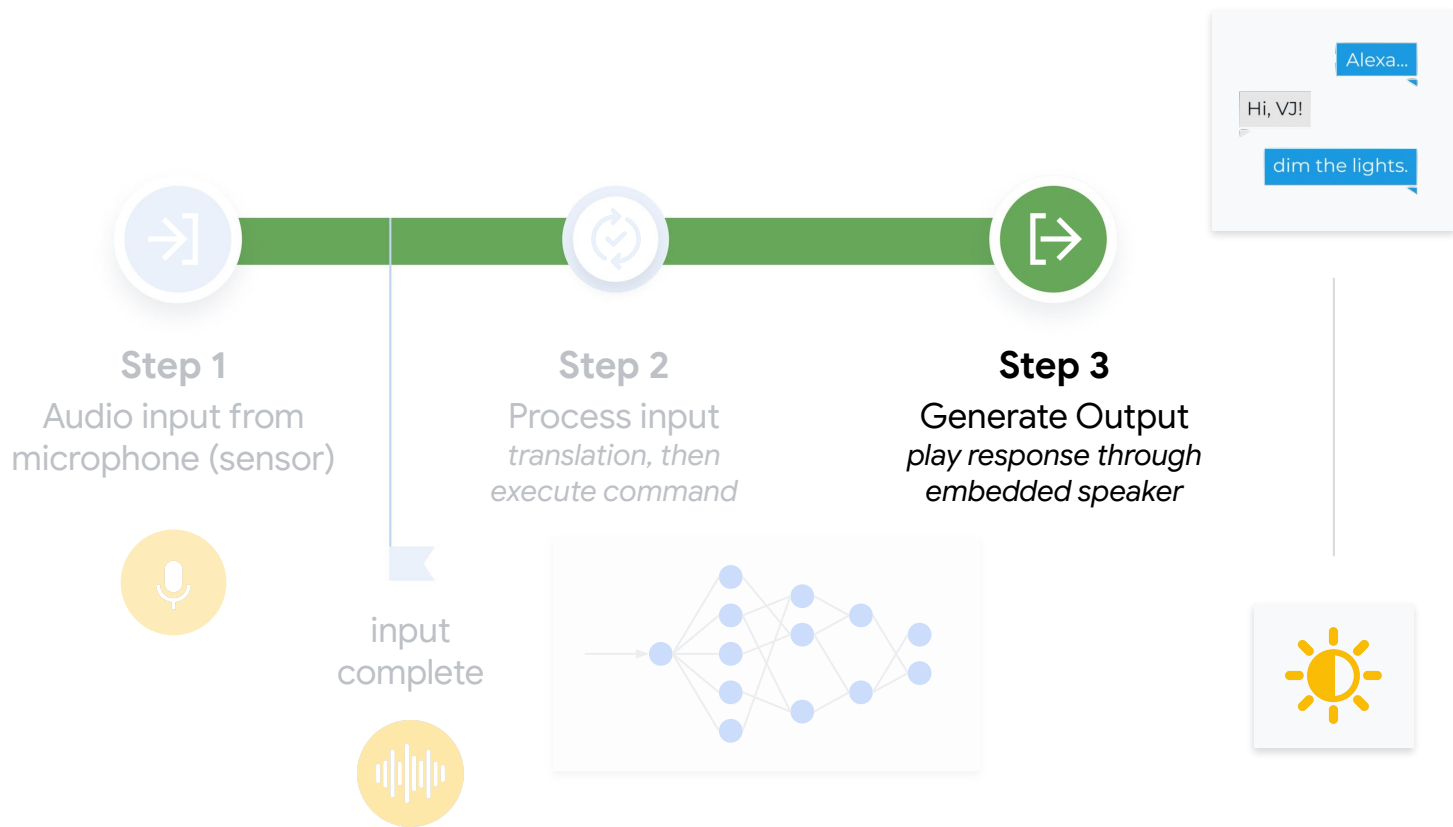 Alexa...
Hi, VJ!
dim the lights.
Step 1
Audio input from
microphone (sensor)
input
complete
Step 2
Process input
translation, then
execute command
Step 3
Generate Output
play response through
embedded speaker